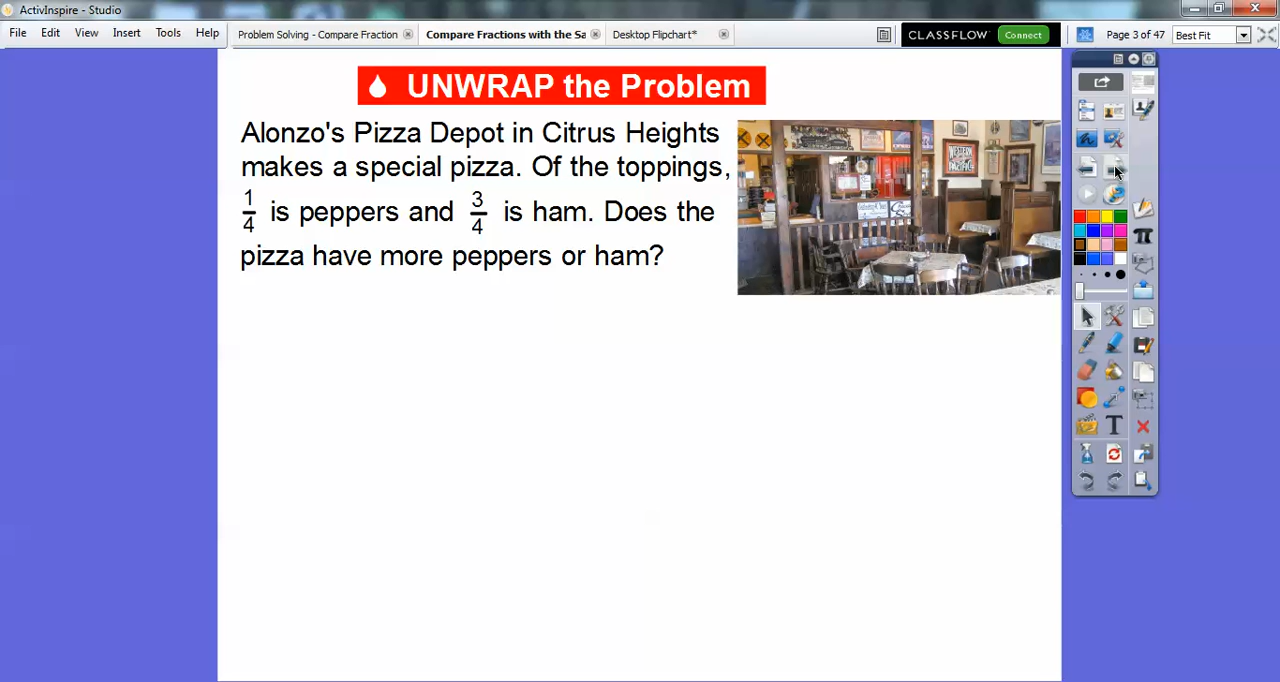 ActivInspire - Studio
File Edit View Insert Tools Help
Problem Solving - Compare Fraction
Compare Fractions with the Sa
Desktop Flipchart*
CLASSFLOW Connect
Page 3 of 47
Best Fit
UNWRAP the Problem
Alonzo's Pizza Depot in Citrus Heights
makes a special pizza. Of the toppings,
1/4 is peppers and 3/4 is ham. Does the
pizza have more peppers or ham?